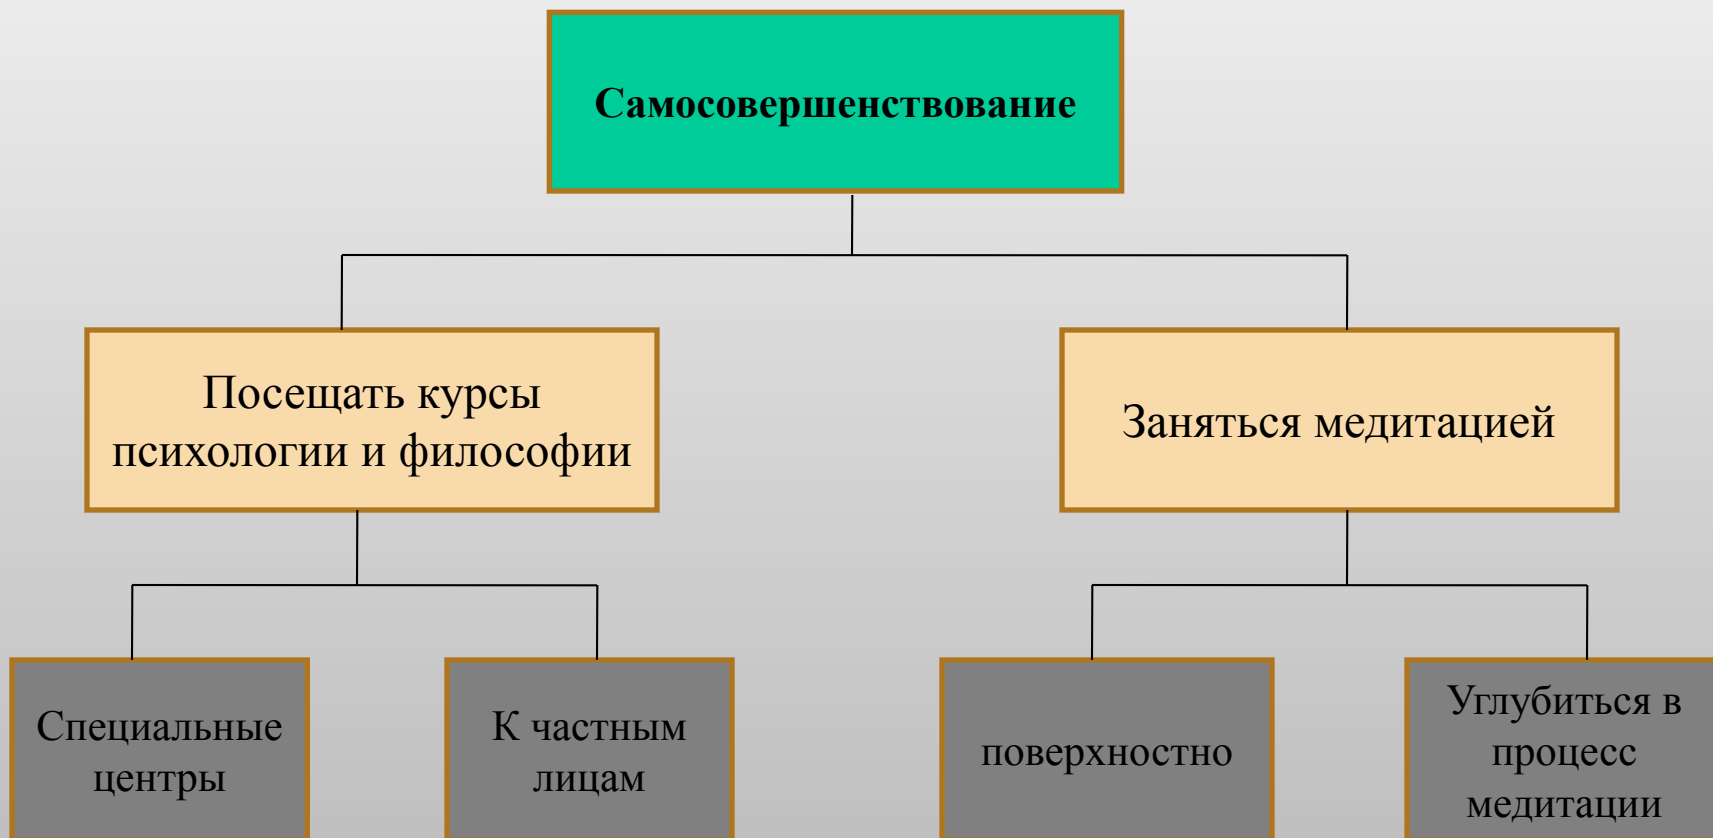 Самосовершенствование
Посещать курсы
психологии и философии
Заняться медитацией
Специальные
центры
К частным
лицам
поверхностно
Углубиться в
процесс
медитации